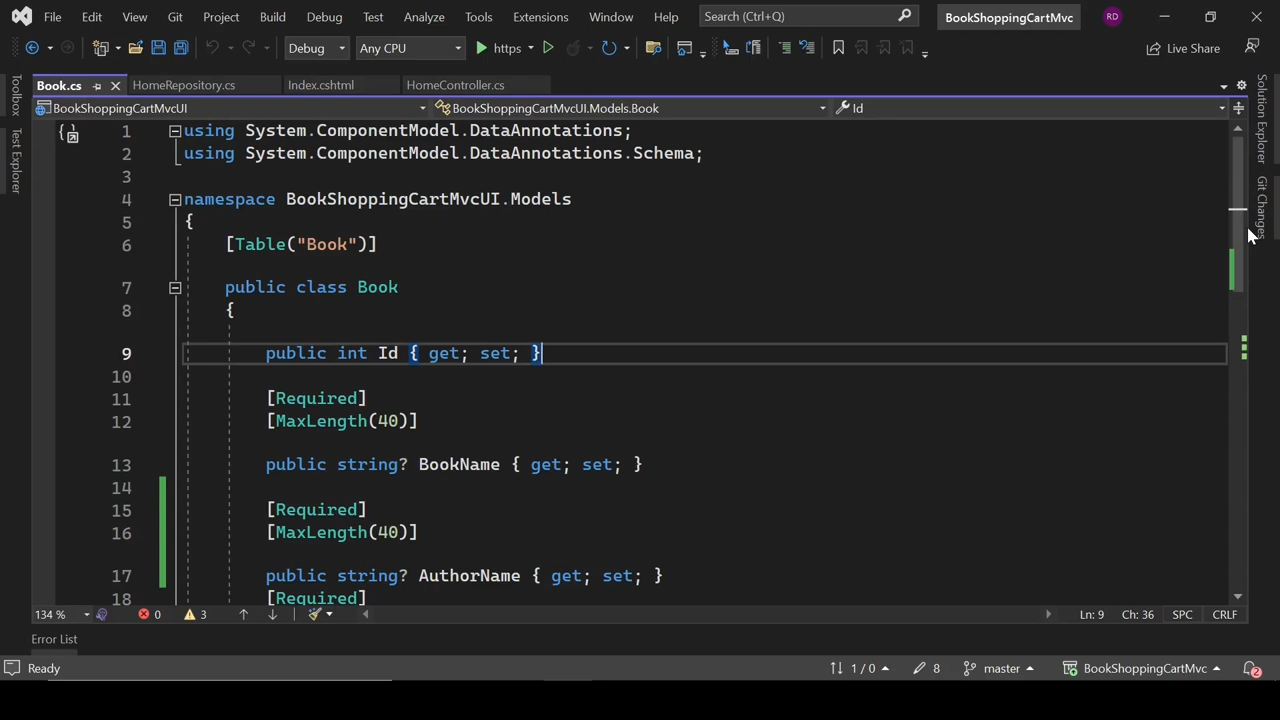 File Edit View Git Project Build Debug Test Analyze Tools Extensions Window Help Search (Ctrl+Q) BookShoppingCartMvc RD
Debug Any CPU https Live Share
Book.cs HomeRepository.cs Index.cshtml HomeController.cs
BookShoppingCartMvcUI BookShoppingCartMvcUI.Models.Book Id
Toolbox
Test Explorer
Solution Explorer
Git Changes
1 using System.ComponentModel.DataAnnotations;
2 using System.ComponentModel.DataAnnotations.Schema;
3
4 namespace BookShoppingCartMvcUI.Models
5 {
6 [Table("Book")]
7 public class Book
8 {
9 public int Id { get; set; }
10
11 [Required]
12 [MaxLength(40)]
13 public string? BookName { get; set; }
14
15 [Required]
16 [MaxLength(40)]
17 public string? AuthorName { get; set; }
18 [Required]
134 % 0 3 Ln: 9 Ch: 36 SPC CRLF
Error List
Ready 1 / 0 8 master BookShoppingCartMvc 2